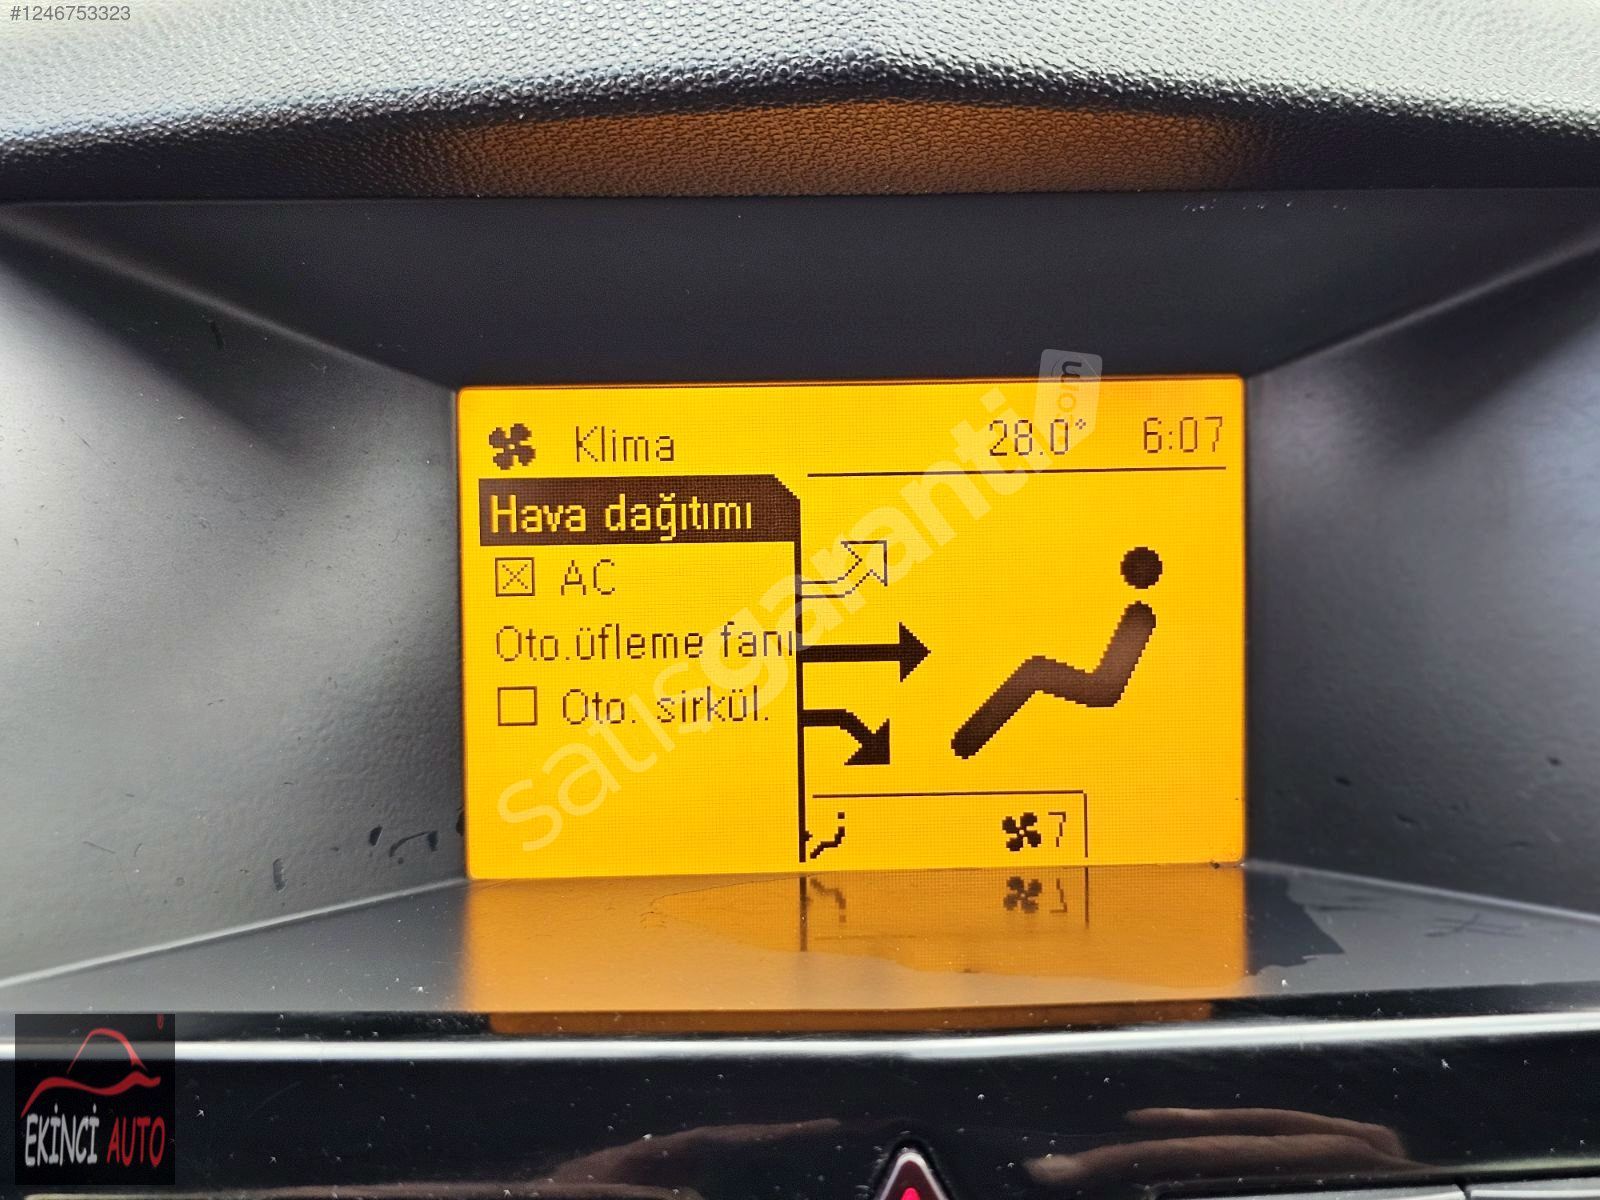 #1246753323
Klima 28.0° 6:07
Hava dağıtımı
AC
Oto.üfleme fanı
Oto. sirkül.
7
satışgaranti.com
EKİNCİ AUTO